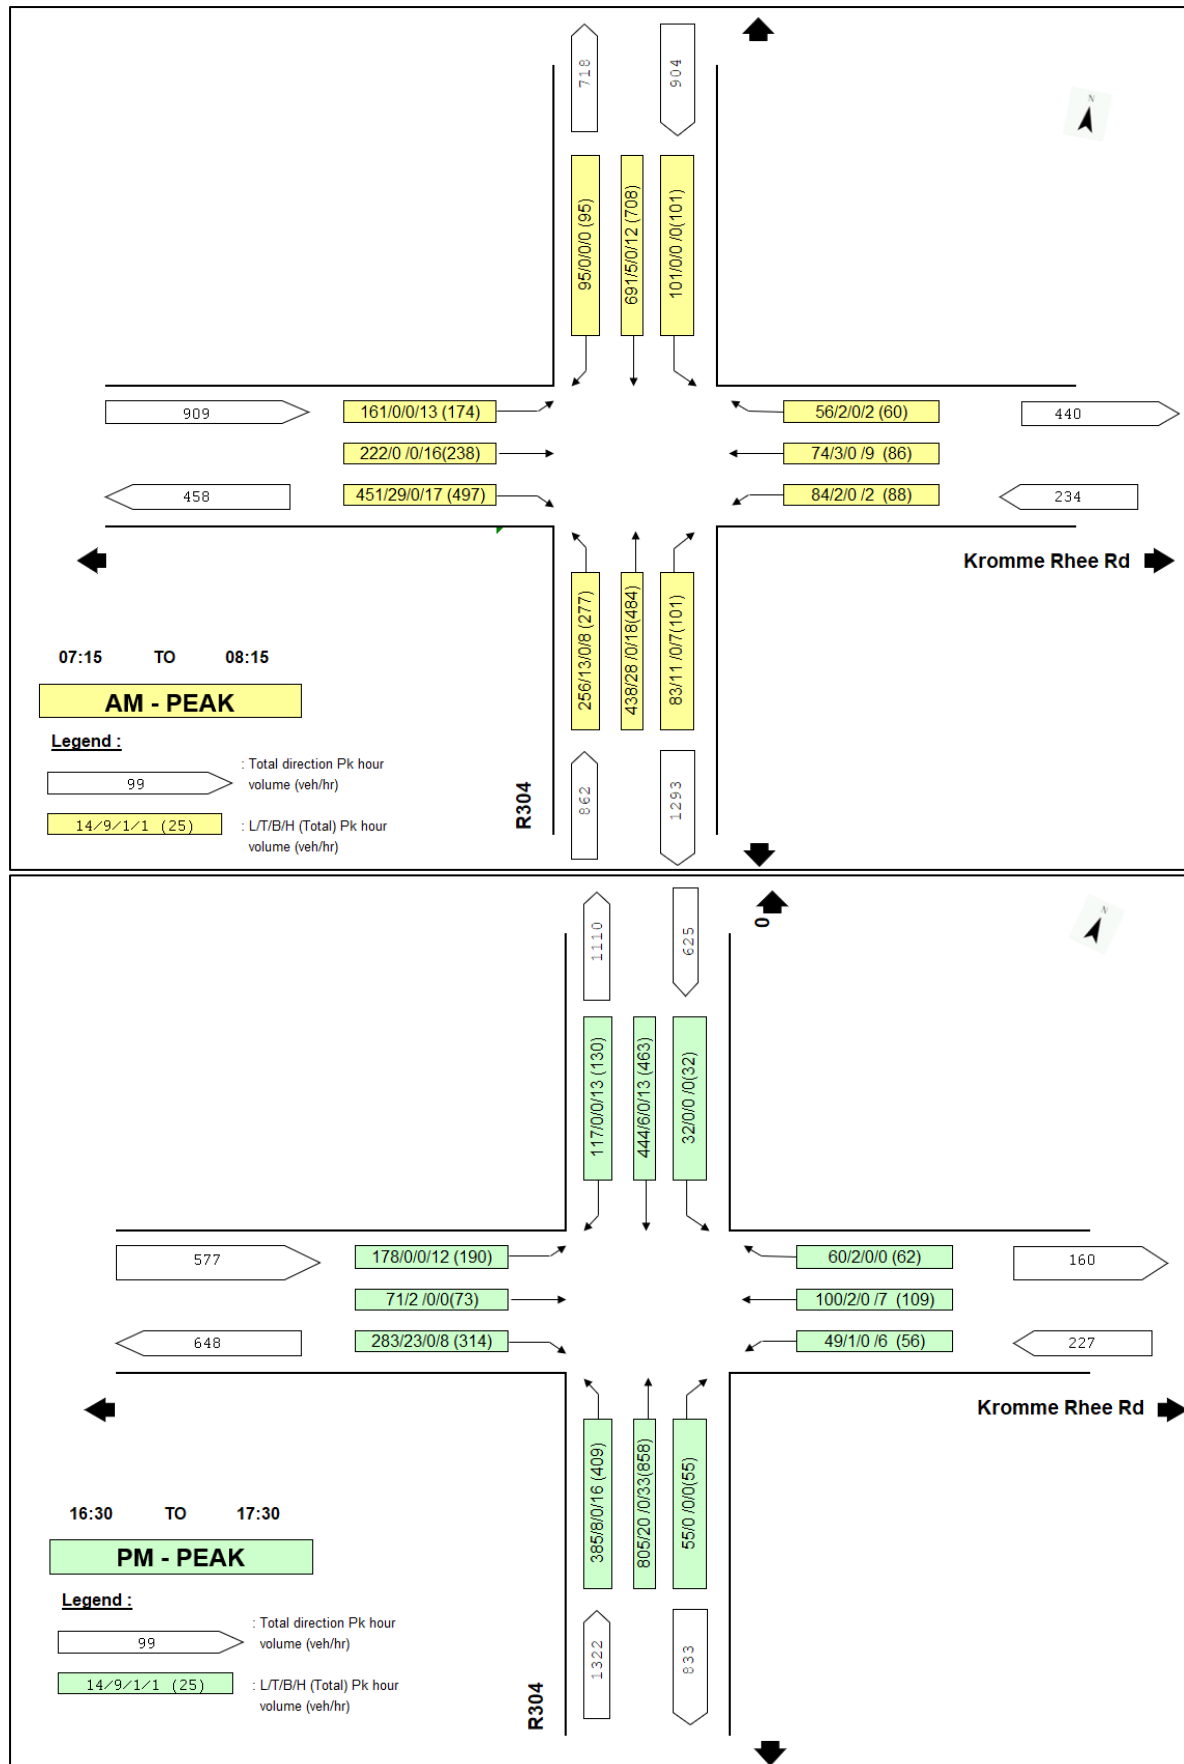 718
904
N
95/0/0/0 (95)
691/5/0/12 (708)
101/0/0 /0(101)
909
161/0/0/13 (174)
56/2/0/2 (60)
440
222/0 /0/16(238)
74/3/0 /9 (86)
458
451/29/0/17 (497)
84/2/0 /2 (88)
234
Kromme Rhee Rd
256/13/0/8 (277)
438/28 /0/18(484)
83/11 /0/7(101)
07:15 TO 08:15
AM - PEAK
Legend :
99
: Total direction Pk hour
volume (veh/hr)
14/9/1/1 (25)
: L/T/B/H (Total) Pk hour
volume (veh/hr)
R304
862
1293
0
1110
625
N
117/0/0/13 (130)
444/6/0/13 (463)
32/0/0 /0(32)
577
178/0/0/12 (190)
60/2/0/0 (62)
160
71/2 /0/0(73)
100/2/0 /7 (109)
648
283/23/0/8 (314)
49/1/0 /6 (56)
227
Kromme Rhee Rd
385/8/0/16 (409)
805/20 /0/33(858)
55/0 /0/0(55)
16:30 TO 17:30
PM - PEAK
Legend :
99
: Total direction Pk hour
volume (veh/hr)
14/9/1/1 (25)
: L/T/B/H (Total) Pk hour
volume (veh/hr)
R304
1322
833